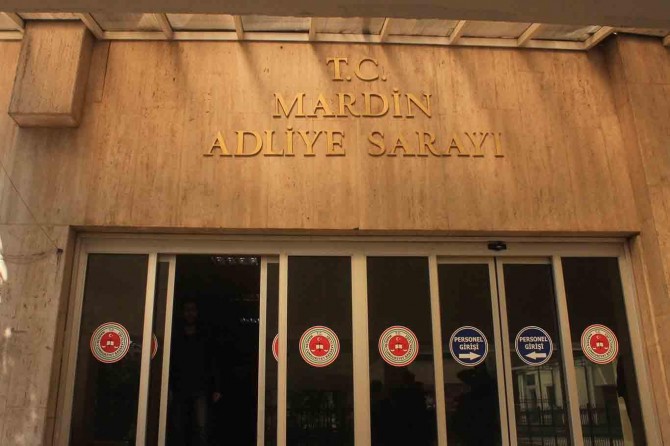 T.C.
MARDİN
ADLİYE SARAYI
PERSONEL
GİRİŞİ
PERSONEL
GİRİŞİ